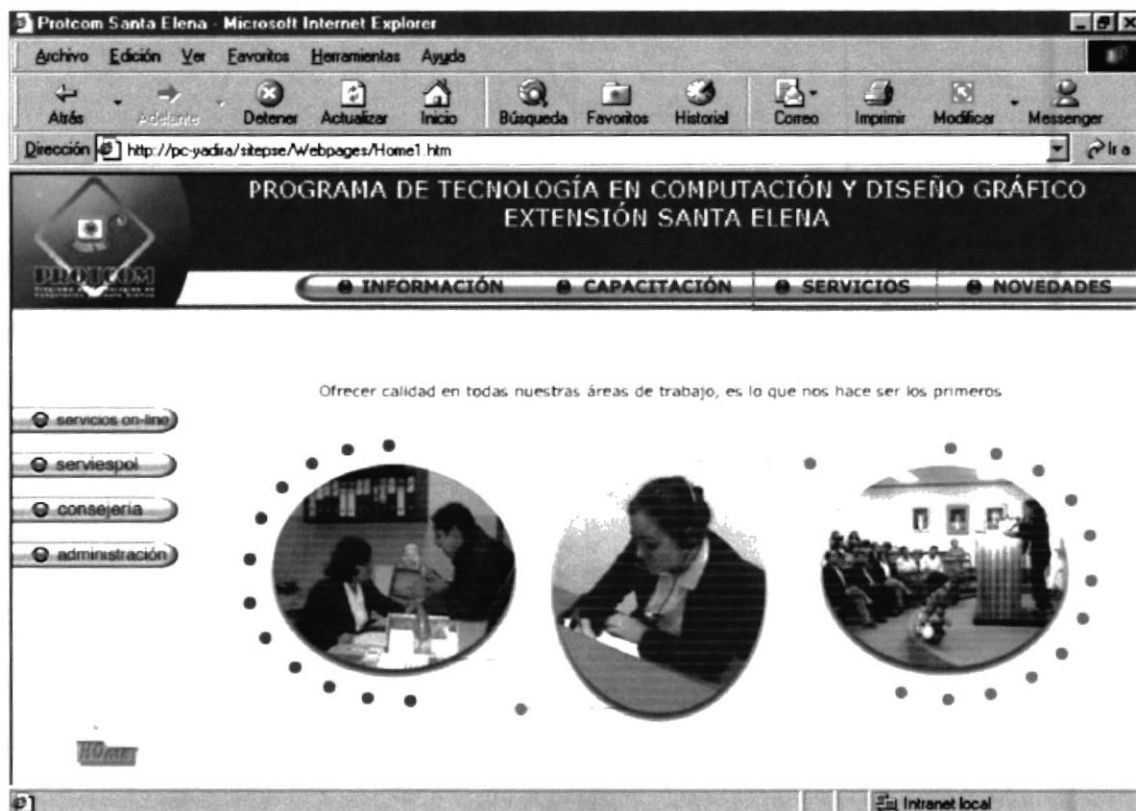 Protcom Santa Elena - Microsoft Internet Explorer
Archivo Edición Ver Favoritos Herramientas Ayuda
Atrás Adelante Detener Actualizar Inicio Búsqueda Favoritos Historial Correo Imprimir Modificar Messenger
Dirección http://pc-yadira/sitepse/Webpages/Home1.htm Ir a
PROGRAMA DE TECNOLOGÍA EN COMPUTACIÓN Y DISEÑO GRÁFICO
EXTENSIÓN SANTA ELENA
PROTCOM
INFORMACIÓN CAPACITACIÓN SERVICIOS NOVEDADES
Ofrecer calidad en todas nuestras áreas de trabajo, es lo que nos hace ser los primeros
servicios on-line
serviespol
consejería
administración
HOME
Intranet local